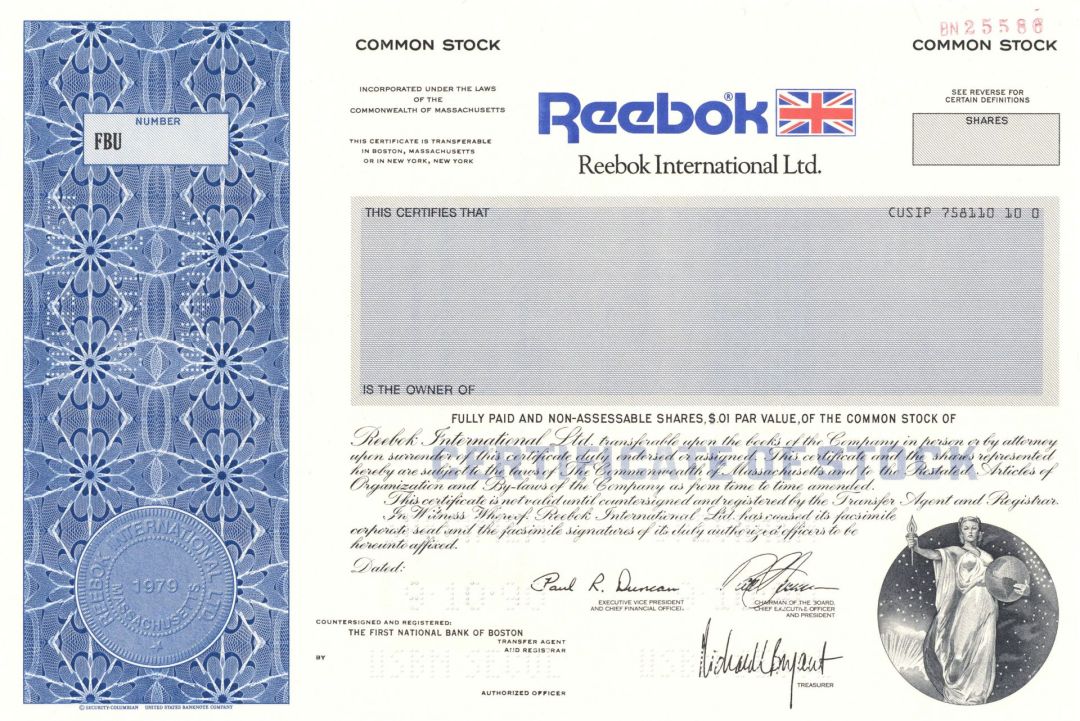 BN 25586
COMMON STOCK
COMMON STOCK
INCORPORATED UNDER THE LAWS
OF THE
COMMONWEALTH OF MASSACHUSETTS
THIS CERTIFICATE IS TRANSFERABLE
IN BOSTON, MASSACHUSETTS
OR IN NEW YORK, NEW YORK
Reebok®
Reebok International Ltd.
SEE REVERSE FOR
CERTAIN DEFINITIONS
NUMBER
FBU
SHARES
THIS CERTIFIES THAT
CUSIP 758110 10 0
IS THE OWNER OF
FULLY PAID AND NON-ASSESSABLE SHARES, $.01 PAR VALUE, OF THE COMMON STOCK OF
CERTIFICATE OF STOCK
Reebok International Ltd. transferable upon the books of the Company in person or by attorney
upon surrender of this certificate duly endorsed or assigned. This certificate and the shares represented
hereby are subject to the laws of the Commonwealth of Massachusetts and to the Restated Articles of
Organization and By-laws of the Company as from time to time amended.
This certificate is not valid until countersigned and registered by the Transfer Agent and Registrar.
In Witness Whereof, Reebok International Ltd. has caused its facsimile
corporate seal and the facsimile signatures of its duly authorized officers to be
hereunto affixed.
Dated:
Paul R. Duncan
EXECUTIVE VICE PRESIDENT
AND CHIEF FINANCIAL OFFICER
CHAIRMAN OF THE BOARD,
CHIEF EXECUTIVE OFFICER
AND PRESIDENT
COUNTERSIGNED AND REGISTERED:
THE FIRST NATIONAL BANK OF BOSTON
TRANSFER AGENT
AND REGISTRAR
BY
AUTHORIZED OFFICER
TREASURER
1979
© SECURITY-COLUMBIAN UNITED STATES BANKNOTE COMPANY